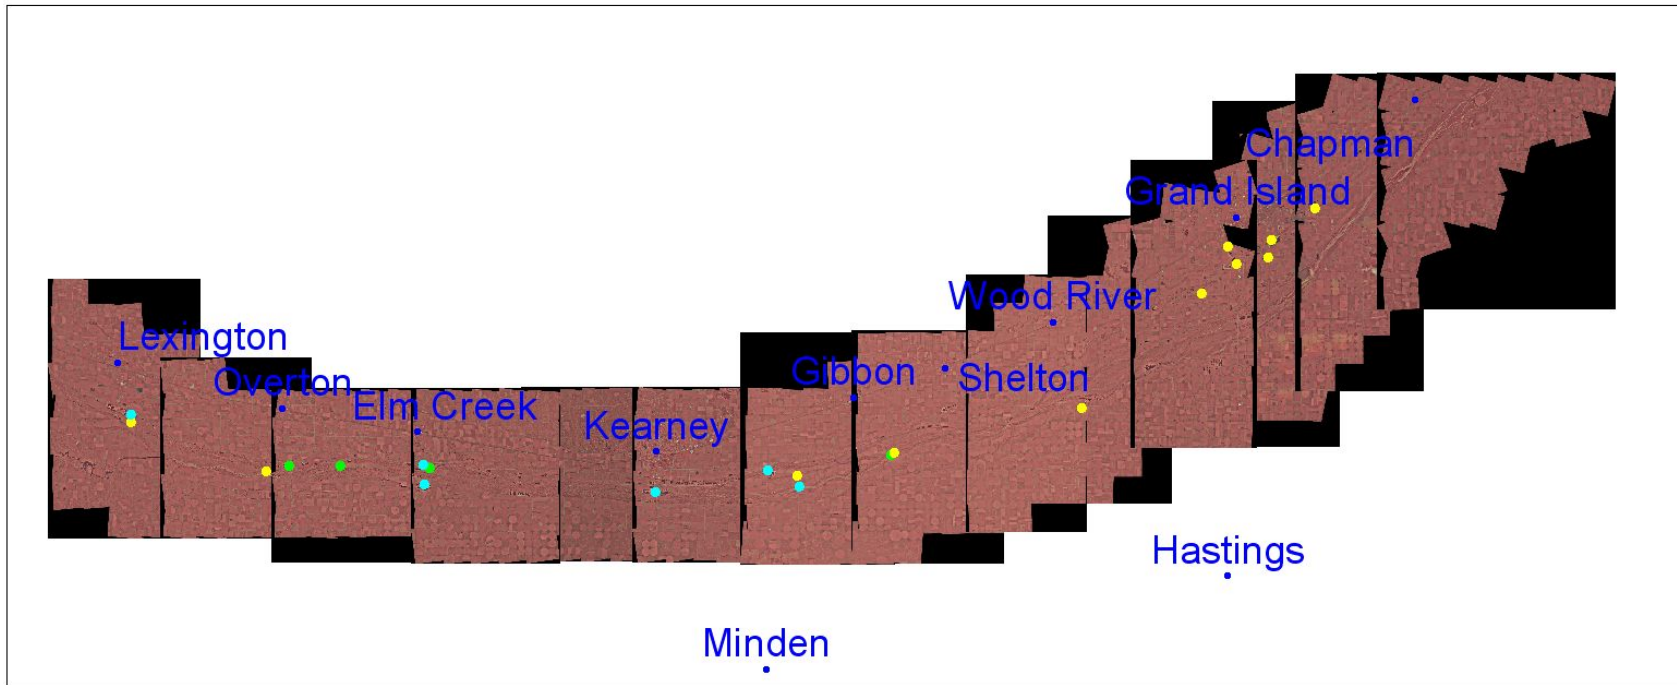 Chapman
Grand Island
Wood River
Lexington
Overton
Gibbon
Shelton
Elm Creek
Kearney
Hastings
Minden